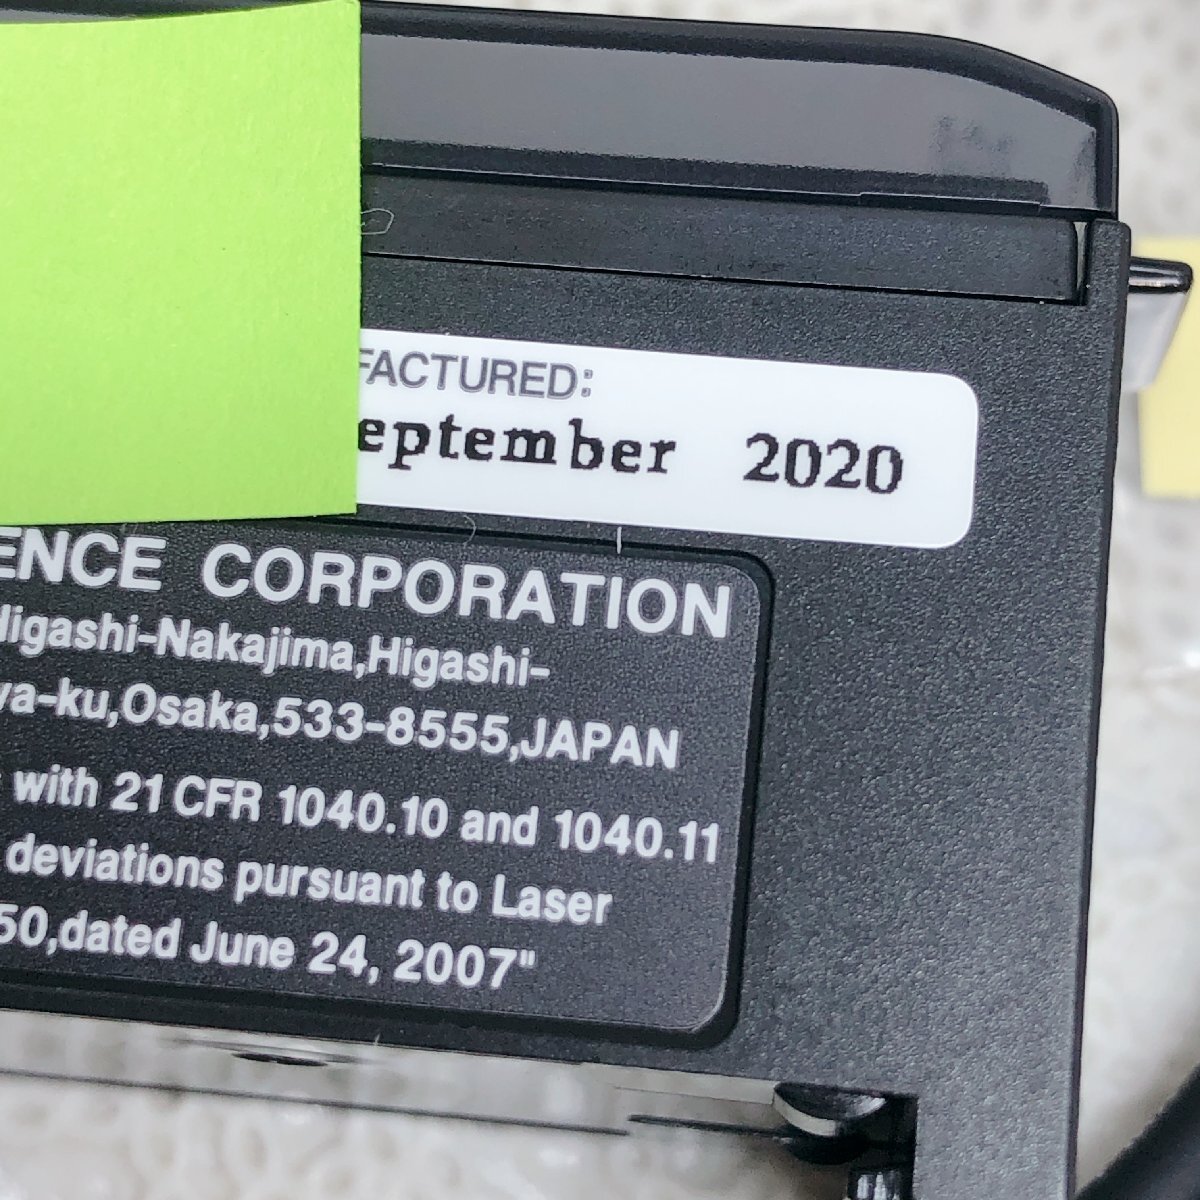 FACTURED:
eptember 2020
ENCE CORPORATION
Higashi-Nakajima,Higashi-
ya-ku,Osaka,533-8555,JAPAN
with 21 CFR 1040.10 and 1040.11
deviations pursuant to Laser
50,dated June 24, 2007"